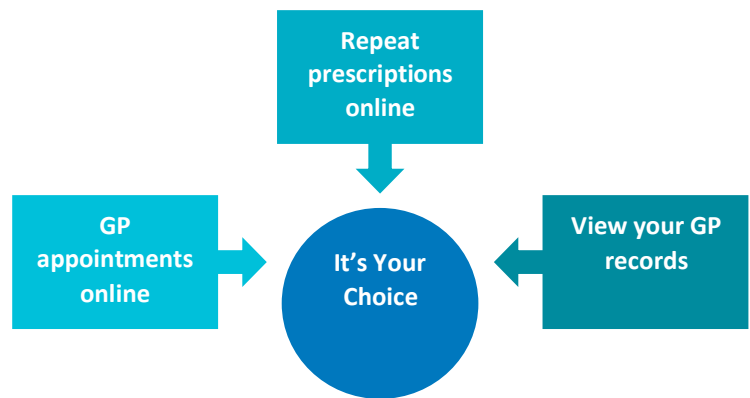 Repeat
prescriptions
online
GP
appointments
online
It’s Your
Choice
View your GP
records